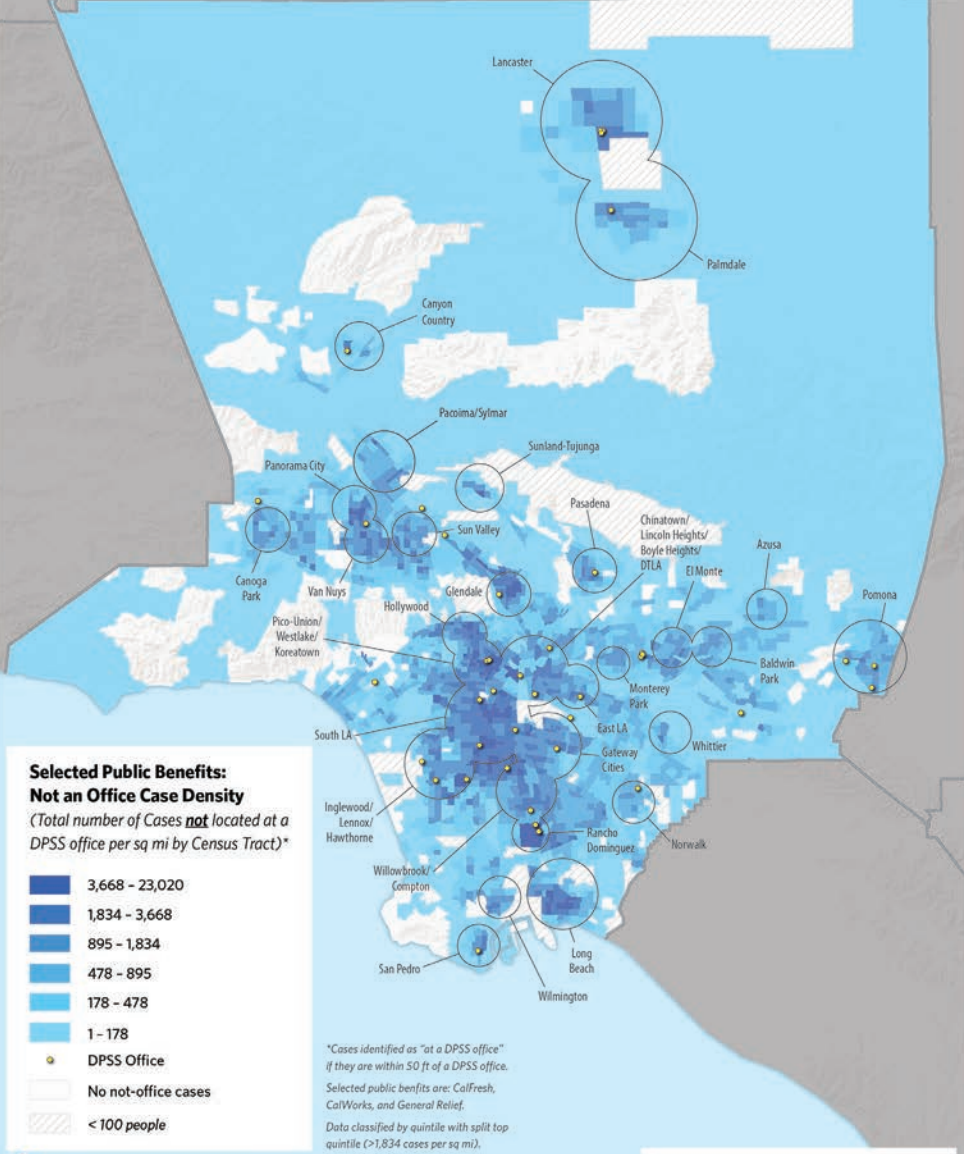 Lancaster
Palmdale
Canyon
Country
Pacoima/Sylmar
Sunland-Tujunga
Panorama City
Pasadena
Chinatown/
Lincoln Heights/
Boyle Heights/
DTLA
Sun Valley
Azusa
El Monte
Canoga
Park
Van Nuys
Glendale
Pomona
Hollywood
Pico-Union/
Westlake/
Koreatown
Baldwin
Park
Monterey
Park
East LA
South LA
Whittier
Gateway
Cities
Inglewood/
Lennox/
Hawthorne
Rancho
Dominguez
Norwalk
Willowbrook/
Compton
Long
Beach
San Pedro
Wilmington
Selected Public Benefits:
Not an Office Case Density
(Total number of Cases not located at a
DPSS office per sq mi by Census Tract)*
3,668 – 23,020
1,834 – 3,668
895 – 1,834
478 – 895
178 – 478
1 – 178
DPSS Office
No not-office cases
< 100 people
*Cases identified as "at a DPSS office"
if they are within 50 ft of a DPSS office.
Selected public benfits are: CalFresh,
CalWorks, and General Relief.
Data classified by quintile with split top
quintile (>1,834 cases per sq mi).